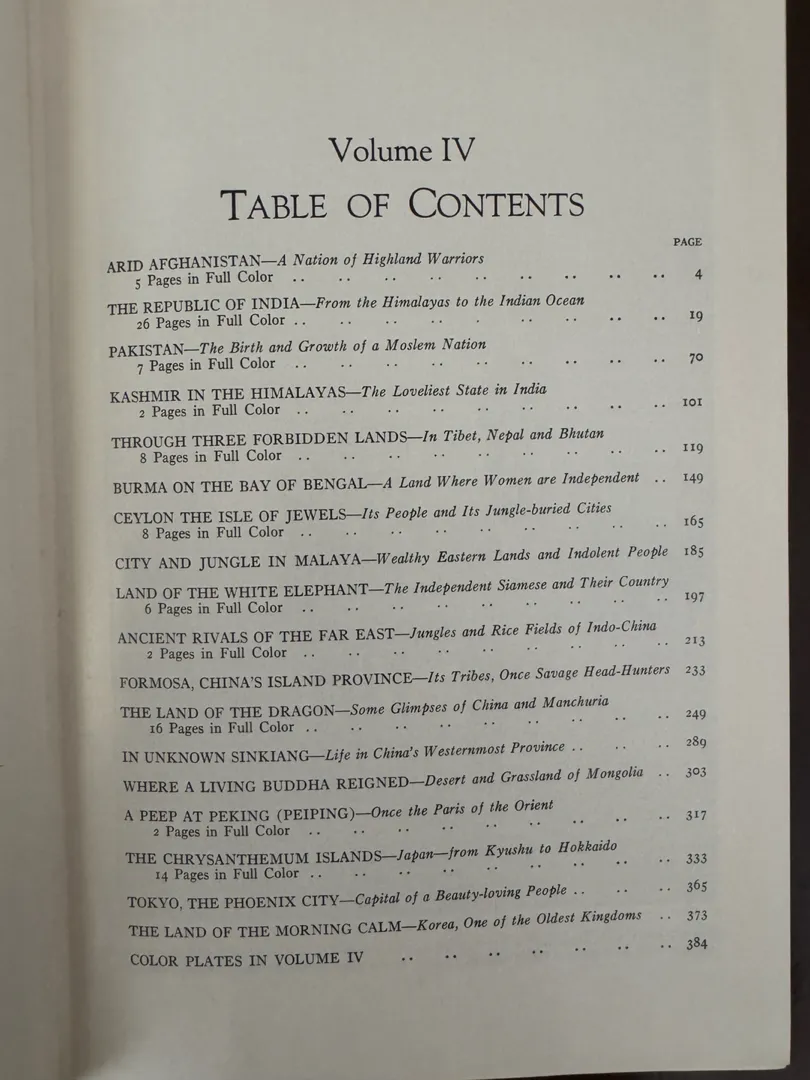 Volume IV
TABLE OF CONTENTS
PAGE
ARID AFGHANISTAN—A Nation of Highland Warriors
5 Pages in Full Color .. .. .. .. .. .. .. .. .. 4
THE REPUBLIC OF INDIA—From the Himalayas to the Indian Ocean
26 Pages in Full Color .. .. .. .. . .. .. .. .. 19
PAKISTAN—The Birth and Growth of a Moslem Nation
7 Pages in Full Color .. .. .. .. .. .. .. .. .. 70
KASHMIR IN THE HIMALAYAS—The Loveliest State in India
2 Pages in Full Color .. .. .. .. .. .. .. .. .. 101
THROUGH THREE FORBIDDEN LANDS—In Tibet, Nepal and Bhutan
8 Pages in Full Color .. .. .. .. .. .. .. .. .. 119
BURMA ON THE BAY OF BENGAL—A Land Where Women are Independent .. 149
CEYLON THE ISLE OF JEWELS—Its People and Its Jungle-buried Cities
8 Pages in Full Color .. .. .. .. .. .. .. .. .. 165
CITY AND JUNGLE IN MALAYA—Wealthy Eastern Lands and Indolent People 185
LAND OF THE WHITE ELEPHANT—The Independent Siamese and Their Country
6 Pages in Full Color .. .. .. .. .. .. .. .. .. 197
ANCIENT RIVALS OF THE FAR EAST—Jungles and Rice Fields of Indo-China
2 Pages in Full Color .. .. .. .. .. .. .. .. .. 213
FORMOSA, CHINA'S ISLAND PROVINCE—Its Tribes, Once Savage Head-Hunters 233
THE LAND OF THE DRAGON—Some Glimpses of China and Manchuria
16 Pages in Full Color .. .. .. .. .. .. .. .. .. 249
IN UNKNOWN SINKIANG—Life in China's Westernmost Province .. .. .. 289
WHERE A LIVING BUDDHA REIGNED—Desert and Grassland of Mongolia .. 303
A PEEP AT PEKING (PEIPING)—Once the Paris of the Orient
2 Pages in Full Color .. .. .. .. .. .. .. .. .. 317
THE CHRYSANTHEMUM ISLANDS—Japan—from Kyushu to Hokkaido
14 Pages in Full Color .. .. .. .. .. .. .. .. .. 333
TOKYO, THE PHOENIX CITY—Capital of a Beauty-loving People .. .. .. 365
THE LAND OF THE MORNING CALM—Korea, One of the Oldest Kingdoms .. 373
COLOR PLATES IN VOLUME IV .. .. .. .. .. .. .. 384